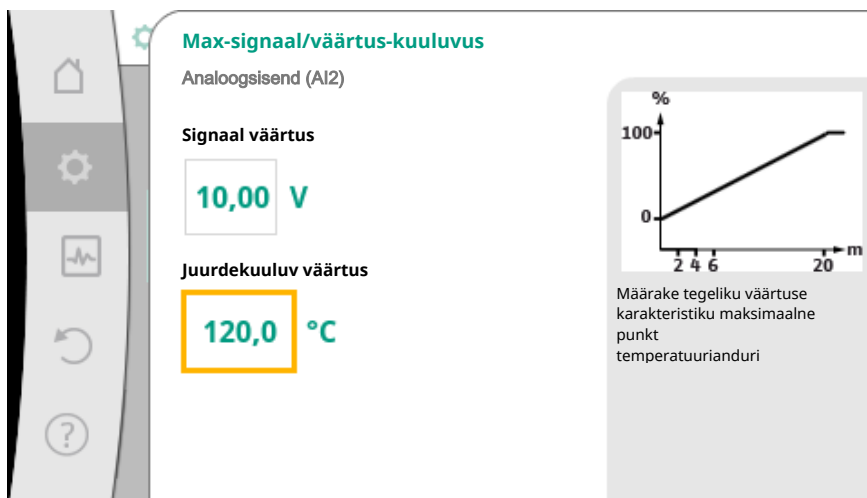 Max-signaal/väärtus-kuuluvus
Analoogsisend (AI2)
Signaal väärtus
10,00 V
Juurdekuuluv väärtus
120,0 °C
%
100
0
2 4 6 20
m
Määrake tegeliku väärtuse
karakteristiku maksimaalne
punkt
temperatuurianduri
?